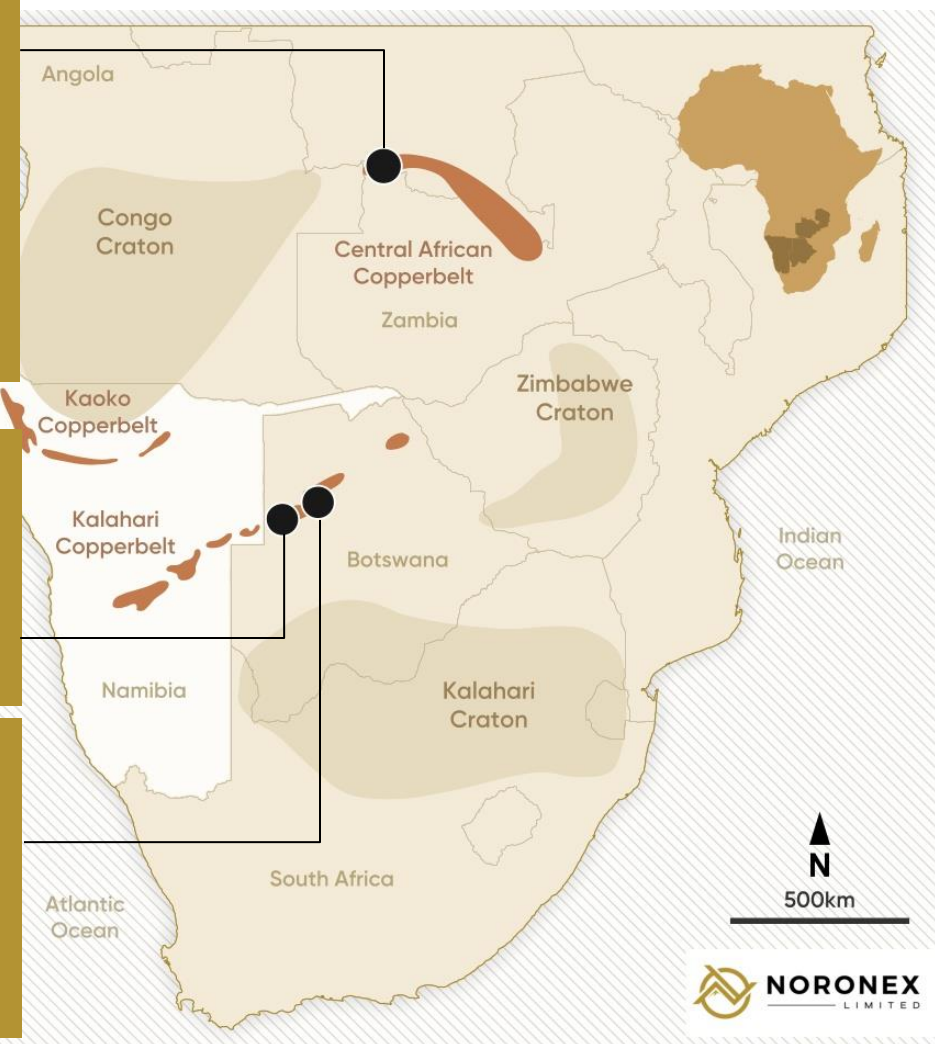 Angola
Congo
Craton
Central African
Copperbelt
Zambia
Kaoko
Copperbelt
Zimbabwe
Craton
Kalahari
Copperbelt
Botswana
Indian
Ocean
Namibia
Kalahari
Craton
South Africa
Atlantic
Ocean
N
500km
NORONEX
LIMITED